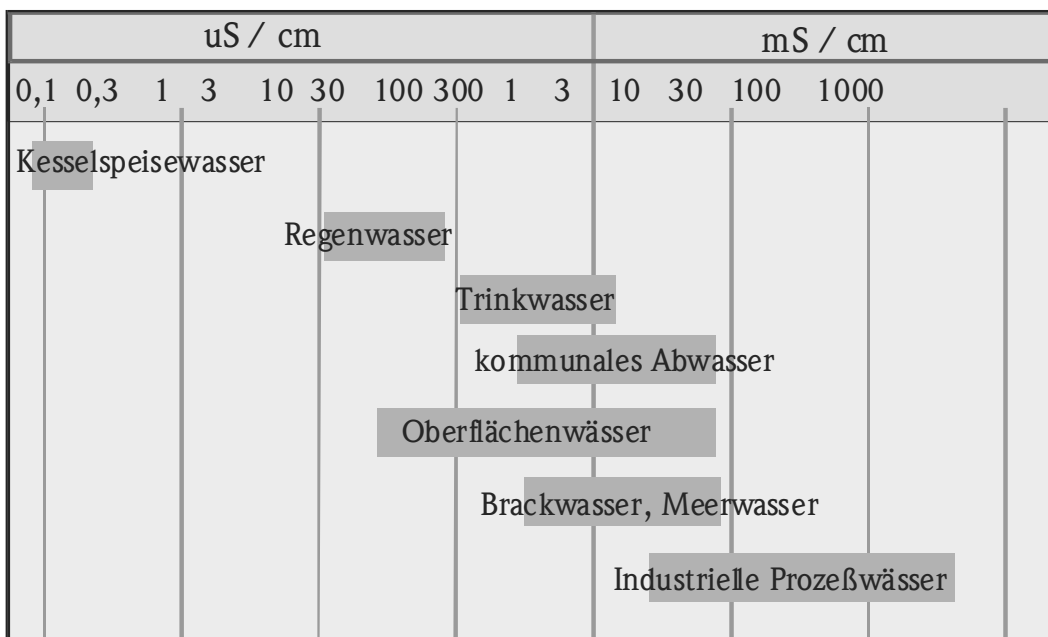 uS / cm mS / cm
0,1 0,3 1 3 10 30 100 300 1 3 10 30 100 1000
Kesselspeisewasser
Regenwasser
Trinkwasser
kommunales Abwasser
Oberflächenwässer
Brackwasser, Meerwasser
Industrielle Prozeßwässer